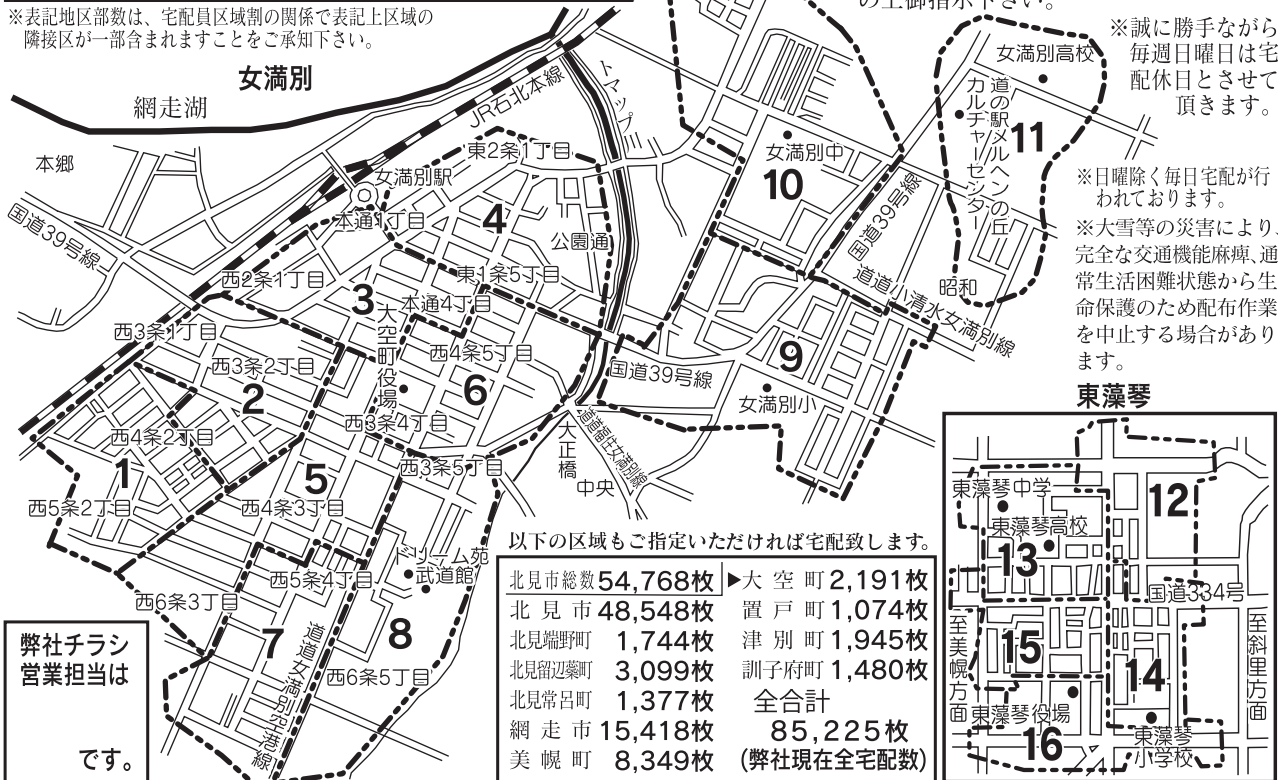 ※表記地区部数は、宅配員区域割の関係で表記上区域の
隣接区が一部含まれますことをご承知下さい。
の上御指示下さい。
※誠に勝手ながら
毎週日曜日は宅
配休日とさせて
頂きます。
※日曜除く毎日宅配が行
われております。
※大雪等の災害により、
完全な交通機能麻痺、通
常生活困難状態から生
命保護のため配布作業
を中止する場合があり
ます。
女満別
網走湖
本郷
国道39号線
JR石北本線
トマップ川
女満別駅
東2条1丁目
本通1丁目
4
公園通
西2条1丁目
3
東1条5丁目
本通4丁目
大空町役場
西3条1丁目
西3条2丁目
2
西4条5丁目
6
西3条4丁目
西4条2丁目
1
西5条2丁目
5
西4条3丁目
西3条5丁目
大正橋
中央
道道福住女満別線
ドリーム苑
武道館
西5条4丁目
西6条3丁目
7
8
西6条5丁目
道道女満別空港線
女満別中
10
国道39号線
女満別高校
道の駅メルヘンの丘
カルチャーセンター
11
昭和
道道小清水女満別線
9
国道39号線
女満別小
東藻琴
東藻琴中学
12
東藻琴高校
13
国道334号
至美幌方面
15
14
至斜里方面
東藻琴役場
16
東藻琴
小学校
弊社チラシ
営業担当は
です。
以下の区域もご指定いただければ宅配致します。
北見市総数 54,768枚
北見市 48,548枚
北見端野町 1,744枚
北見留辺蘂町 3,099枚
北見常呂町 1,377枚
網走市 15,418枚
美幌町 8,349枚
▶大空町 2,191枚
置戸町 1,074枚
津別町 1,945枚
訓子府町 1,480枚
全合計
85,225枚
(弊社現在全宅配数)